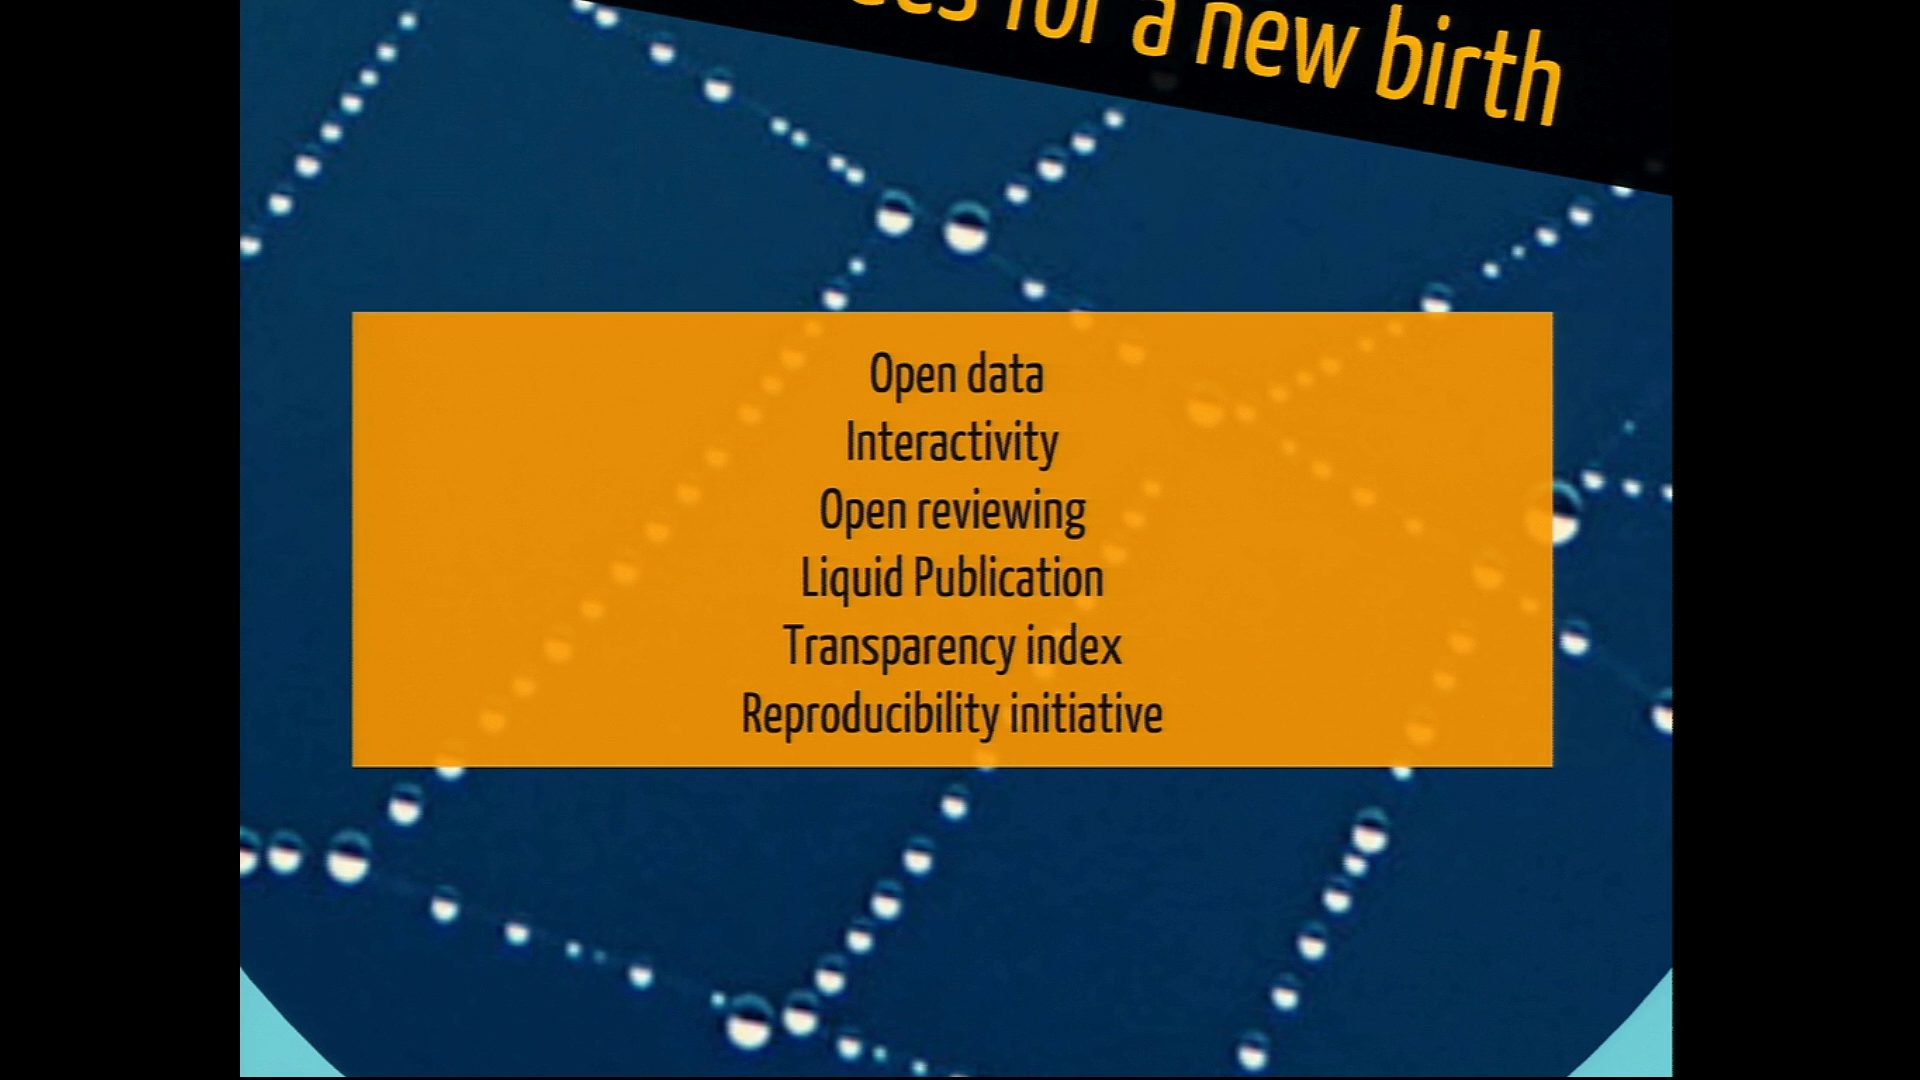 for a new birth
Open data
Interactivity
Open reviewing
Liquid Publication
Transparency index
Reproducibility initiative